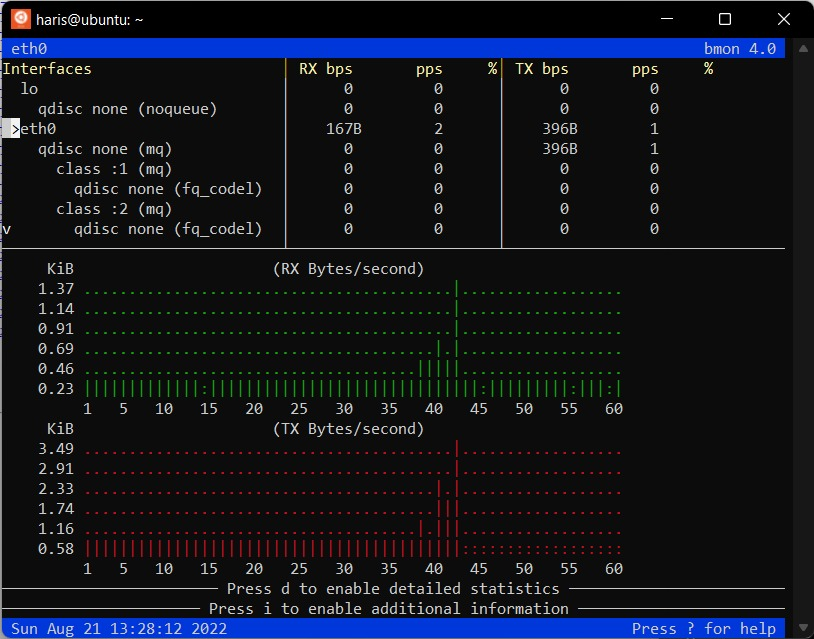 haris@ubuntu: ~
eth0 bmon 4.0
Interfaces RX bps pps % TX bps pps %
lo 0 0 0 0
qdisc none (noqueue) 0 0 0 0
>eth0 167B 2 396B 1
qdisc none (mq) 0 0 396B 1
class :1 (mq) 0 0 0 0
qdisc none (fq_codel) 0 0 0 0
class :2 (mq) 0 0 0 0
v qdisc none (fq_codel) 0 0 0 0
KiB (RX Bytes/second)
1.37
1.14
0.91
0.69
0.46
0.23
1 5 10 15 20 25 30 35 40 45 50 55 60
KiB (TX Bytes/second)
3.49
2.91
2.33
1.74
1.16
0.58
1 5 10 15 20 25 30 35 40 45 50 55 60
Press d to enable detailed statistics
Press i to enable additional information
Sun Aug 21 13:28:12 2022 Press ? for help